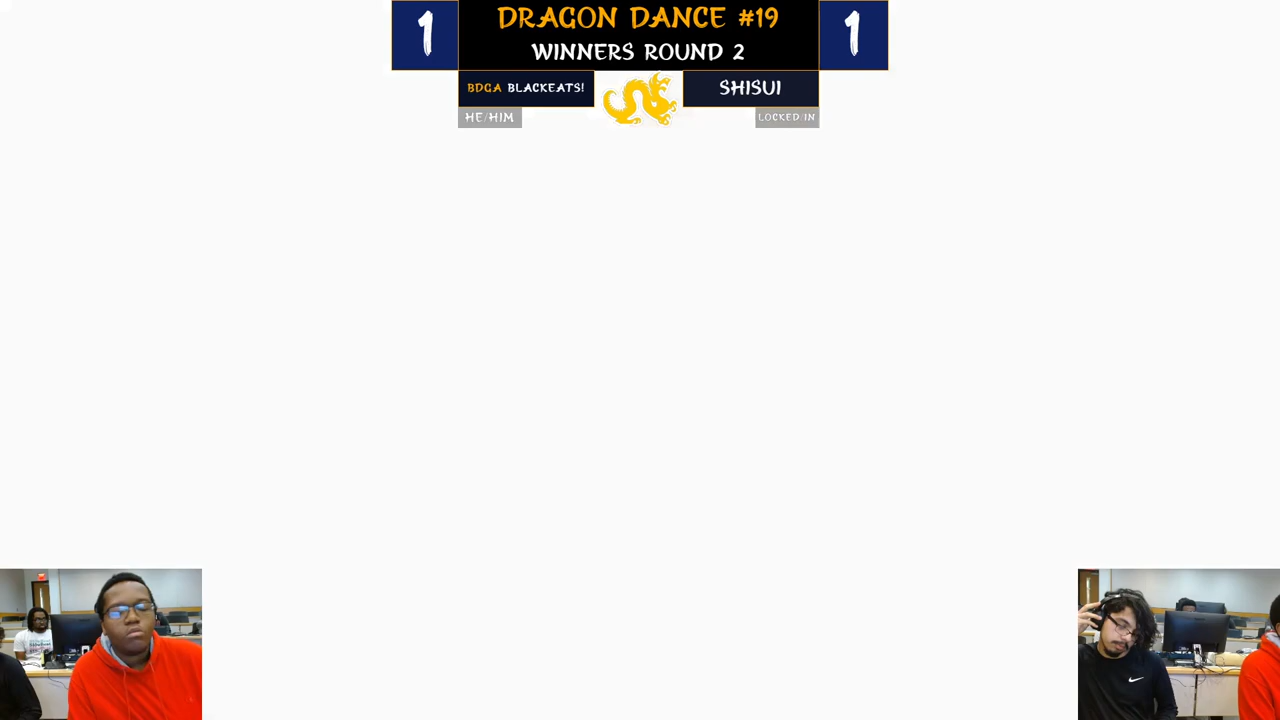 1
DRAGON DANCE #19
1
WINNERS ROUND 2
BDGA BLACKEATS!
SHISUI
HE/HIM
LOCKED/IN